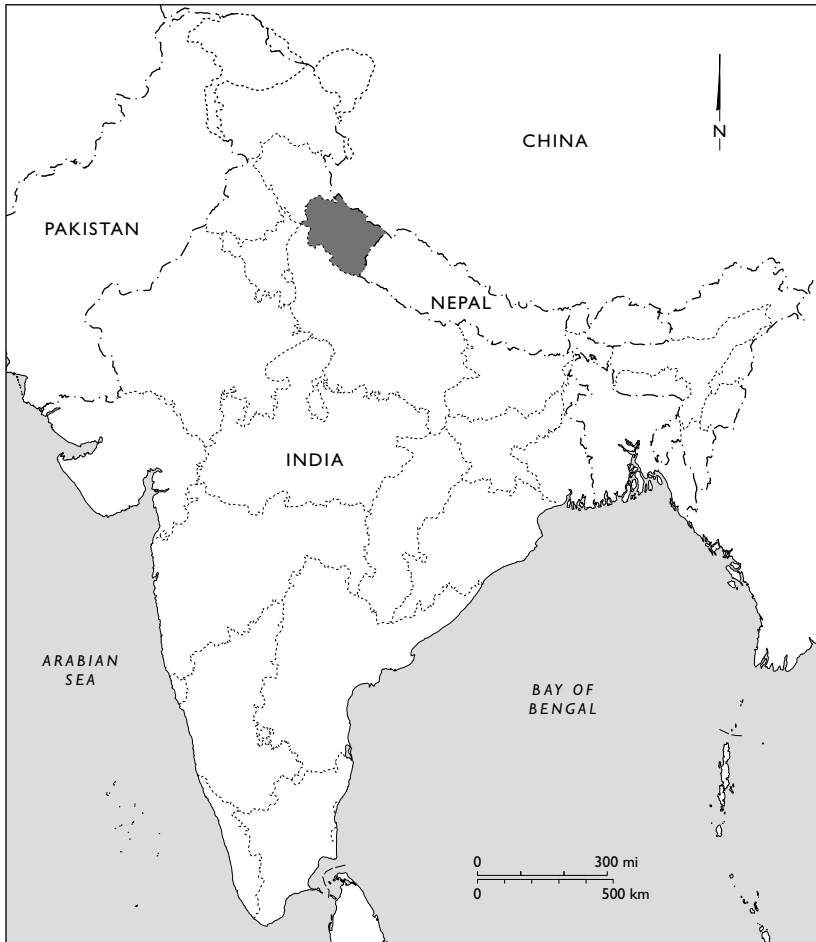 N
CHINA
PAKISTAN
NEPAL
INDIA
ARABIAN
SEA
BAY OF
BENGAL
0 300 mi
0 500 km